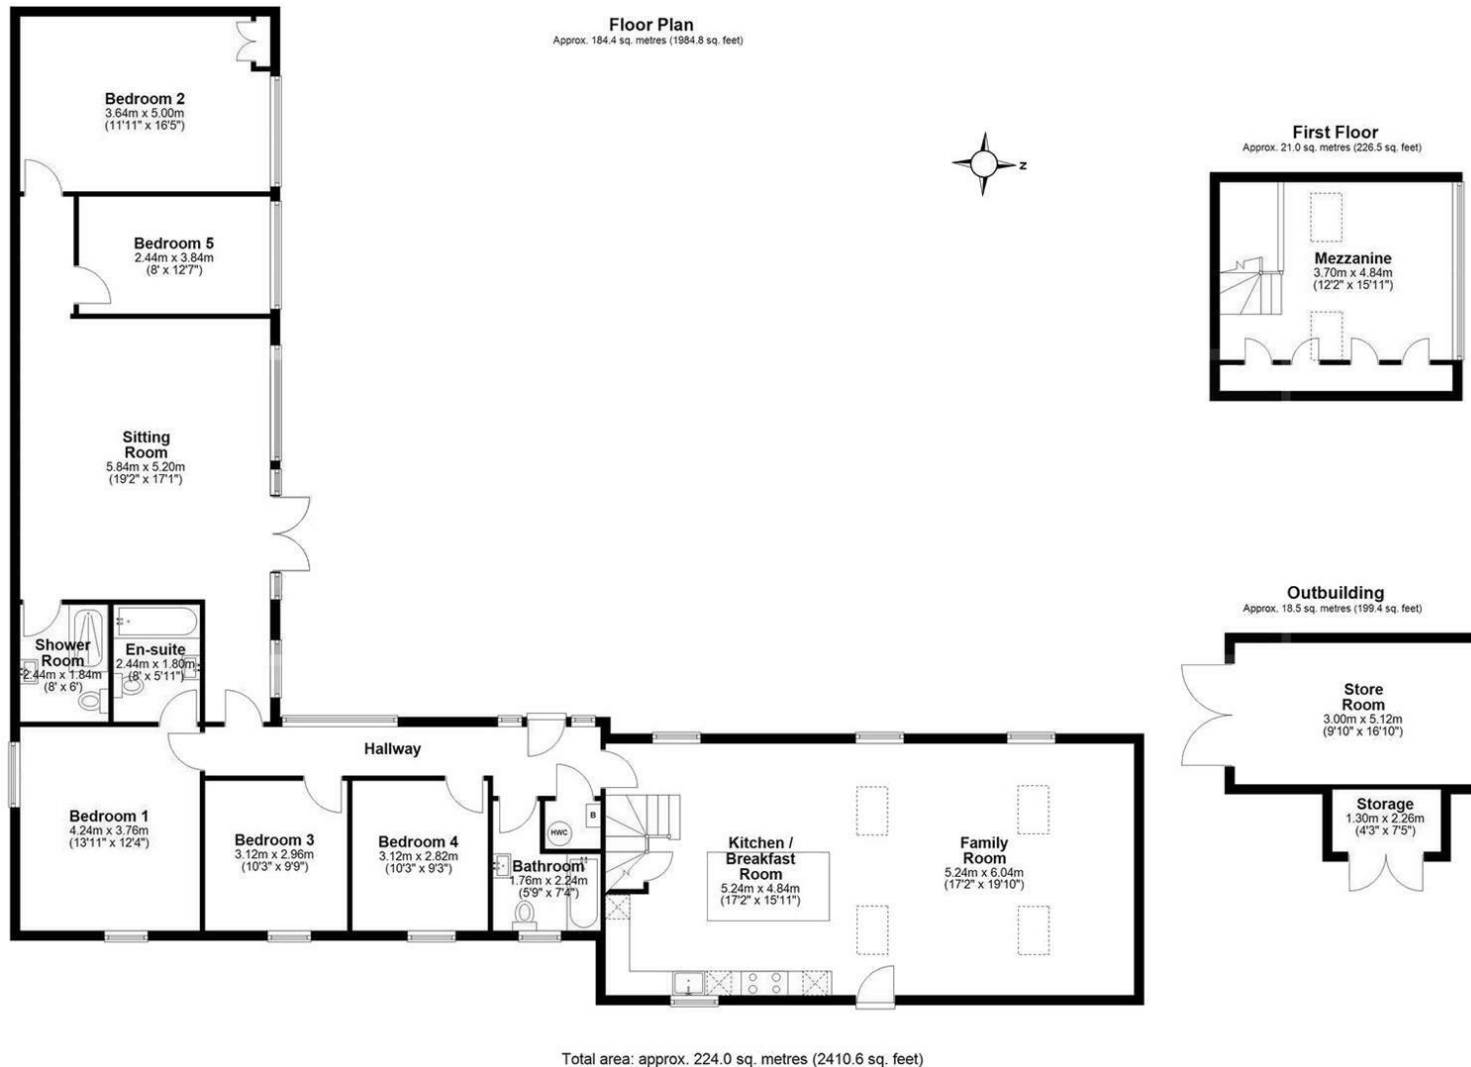 Floor Plan
Approx. 184.4 sq. metres (1984.8 sq. feet)
Bedroom 2
3.64m x 5.00m
(11'11" x 16'5")
Bedroom 5
2.44m x 3.84m
(8' x 12'7")
Sitting
Room
5.84m x 5.20m
(19'2" x 17'1")
Shower
Room
2.44m x 1.84m
(8' x 6')
En-suite
2.44m x 1.80m
(8' x 5'11")
Hallway
Bedroom 1
4.24m x 3.76m
(13'11" x 12'4")
Bedroom 3
3.12m x 2.96m
(10'3" x 9'9")
Bedroom 4
3.12m x 2.82m
(10'3" x 9'3")
HWC
B
Bathroom
1.76m x 2.24m
(5'9" x 7'4")
Kitchen /
Breakfast
Room
5.24m x 4.84m
(17'2" x 15'11")
Family
Room
5.24m x 6.04m
(17'2" x 19'10")
N
First Floor
Approx. 21.0 sq. metres (226.5 sq. feet)
Mezzanine
3.70m x 4.84m
(12'2" x 15'11")
Outbuilding
Approx. 18.5 sq. metres (199.4 sq. feet)
Store
Room
3.00m x 5.12m
(9'10" x 16'10")
Storage
1.30m x 2.26m
(4'3" x 7'5")
Total area: approx. 224.0 sq. metres (2410.6 sq. feet)